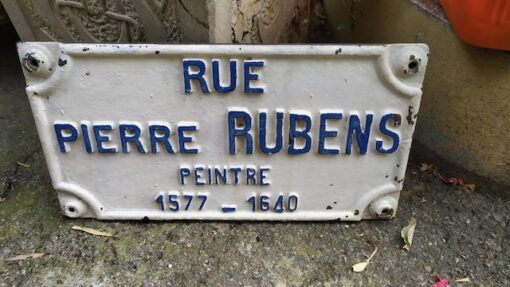 RUE
PIERRE RUBENS
PEINTRE
1577 - 1640